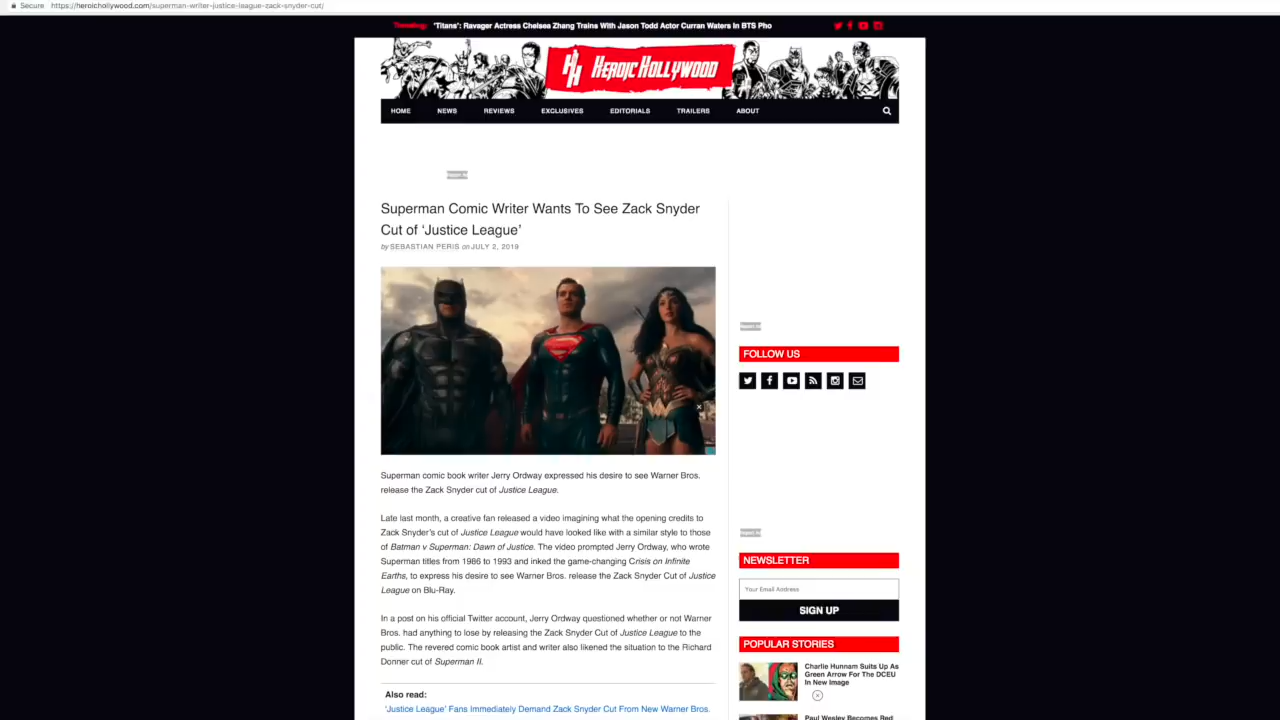 Secure https://heroichollywood.com/superman-writer-justice-league-zack-snyder-cut/
Trending: 'Titans': Ravager Actress Chelsea Zhang Trains With Jason Todd Actor Curran Waters In BTS Pho
HH HEROIC HOLLYWOOD
HOME NEWS REVIEWS EXCLUSIVES EDITORIALS TRAILERS ABOUT
Superman Comic Writer Wants To See Zack Snyder
Cut of ‘Justice League’
by SEBASTIAN PERIS on JULY 2, 2019
Superman comic book writer Jerry Ordway expressed his desire to see Warner Bros.
release the Zack Snyder cut of Justice League.
Late last month, a creative fan released a video imagining what the opening credits to
Zack Snyder's cut of Justice League would have looked like with a similar style to those
of Batman v Superman: Dawn of Justice. The video prompted Jerry Ordway, who wrote
Superman titles from 1986 to 1993 and inked the game-changing Crisis on Infinite
Earths, to express his desire to see Warner Bros. release the Zack Snyder Cut of Justice
League on Blu-Ray.
In a post on his official Twitter account, Jerry Ordway questioned whether or not Warner
Bros. had anything to lose by releasing the Zack Snyder Cut of Justice League to the
public. The revered comic book artist and writer also likened the situation to the Richard
Donner cut of Superman II.
Also read:
'Justice League' Fans Immediately Demand Zack Snyder Cut From New Warner Bros.
FOLLOW US
NEWSLETTER
Your Email Address
SIGN UP
POPULAR STORIES
Charlie Hunnam Suits Up As
Green Arrow For The DCEU
In New Image
Paul Wesley Becomes Red